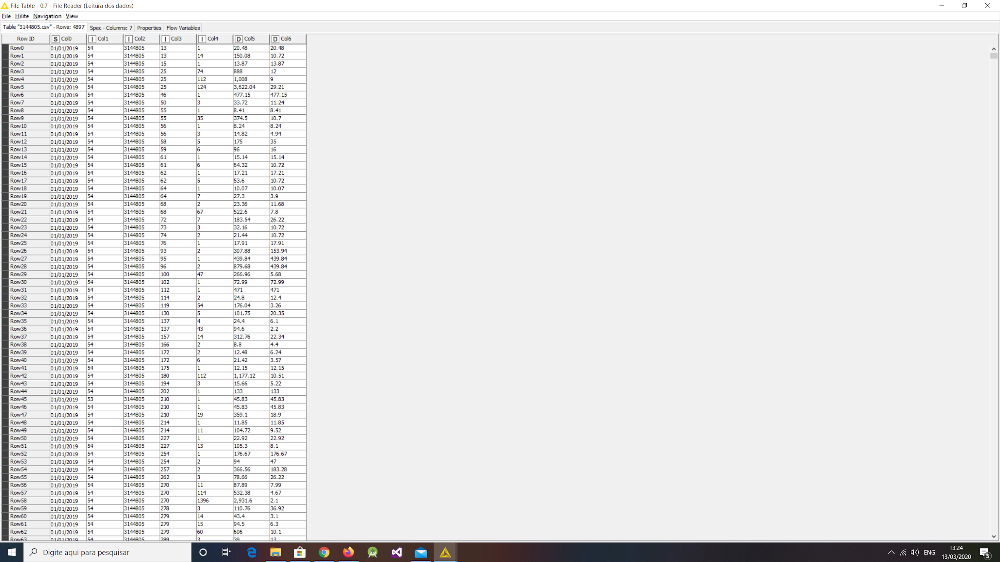 File Table - 0:7 - File Reader (Leitura dos dados)
File Hilite Navigation View
Table "3144805.csv" - Rows: 4897 Spec - Columns: 7 Properties Flow Variables
Row ID S Col0 I Col1 I Col2 I Col3 I Col4 D Col5 D Col6
Row0 01/01/2019 54 3144805 13 1 20.48 20.48
Row1 01/01/2019 54 3144805 13 14 150.08 10.72
Row2 01/01/2019 54 3144805 15 1 13.87 13.87
Row3 01/01/2019 54 3144805 25 74 888 12
Row4 01/01/2019 54 3144805 25 112 1,008 9
Row5 01/01/2019 54 3144805 25 124 3,622.04 29.21
Row6 01/01/2019 54 3144805 46 1 477.15 477.15
Row7 01/01/2019 54 3144805 50 3 33.72 11.24
Row8 01/01/2019 54 3144805 55 1 8.41 8.41
Row9 01/01/2019 54 3144805 55 35 374.5 10.7
Row10 01/01/2019 54 3144805 56 1 8.24 8.24
Row11 01/01/2019 54 3144805 56 3 14.82 4.94
Row12 01/01/2019 54 3144805 58 5 175 35
Row13 01/01/2019 54 3144805 59 6 96 16
Row14 01/01/2019 54 3144805 61 1 15.14 15.14
Row15 01/01/2019 54 3144805 61 6 64.32 10.72
Row16 01/01/2019 54 3144805 62 1 17.21 17.21
Row17 01/01/2019 54 3144805 62 5 53.6 10.72
Row18 01/01/2019 54 3144805 64 1 10.07 10.07
Row19 01/01/2019 54 3144805 64 7 27.3 3.9
Row20 01/01/2019 54 3144805 68 2 23.36 11.68
Row21 01/01/2019 54 3144805 68 67 522.6 7.8
Row22 01/01/2019 54 3144805 72 7 183.54 26.22
Row23 01/01/2019 54 3144805 73 3 32.16 10.72
Row24 01/01/2019 54 3144805 74 2 21.44 10.72
Row25 01/01/2019 54 3144805 76 1 17.91 17.91
Row26 01/01/2019 54 3144805 93 2 307.88 153.94
Row27 01/01/2019 54 3144805 95 1 439.84 439.84
Row28 01/01/2019 54 3144805 96 2 879.68 439.84
Row29 01/01/2019 54 3144805 100 47 266.96 5.68
Row30 01/01/2019 54 3144805 102 1 72.99 72.99
Row31 01/01/2019 54 3144805 112 1 471 471
Row32 01/01/2019 54 3144805 114 2 24.8 12.4
Row33 01/01/2019 54 3144805 119 54 176.04 3.26
Row34 01/01/2019 54 3144805 130 5 101.75 20.35
Row35 01/01/2019 54 3144805 137 4 24.4 6.1
Row36 01/01/2019 54 3144805 137 43 94.6 2.2
Row37 01/01/2019 54 3144805 157 14 312.76 22.34
Row38 01/01/2019 54 3144805 166 2 8.8 4.4
Row39 01/01/2019 54 3144805 172 2 12.48 6.24
Row40 01/01/2019 54 3144805 172 6 21.42 3.57
Row41 01/01/2019 54 3144805 175 1 12.15 12.15
Row42 01/01/2019 54 3144805 180 112 1,177.12 10.51
Row43 01/01/2019 54 3144805 194 3 15.66 5.22
Row44 01/01/2019 54 3144805 202 1 133 133
Row45 01/01/2019 53 3144805 210 1 45.83 45.83
Row46 01/01/2019 54 3144805 210 1 45.83 45.83
Row47 01/01/2019 54 3144805 210 19 359.1 18.9
Row48 01/01/2019 54 3144805 214 1 11.85 11.85
Row49 01/01/2019 54 3144805 214 11 104.72 9.52
Row50 01/01/2019 54 3144805 227 1 22.92 22.92
Row51 01/01/2019 54 3144805 227 13 105.3 8.1
Row52 01/01/2019 54 3144805 254 1 176.67 176.67
Row53 01/01/2019 54 3144805 254 2 94 47
Row54 01/01/2019 54 3144805 257 2 366.56 183.28
Row55 01/01/2019 54 3144805 262 3 78.66 26.22
Row56 01/01/2019 54 3144805 270 11 87.89 7.99
Row57 01/01/2019 54 3144805 270 114 532.38 4.67
Row58 01/01/2019 54 3144805 270 1396 2,931.6 2.1
Row59 01/01/2019 54 3144805 278 3 110.76 36.92
Row60 01/01/2019 54 3144805 279 14 43.4 3.1
Row61 01/01/2019 54 3144805 279 15 94.5 6.3
Row62 01/01/2019 54 3144805 279 60 606 10.1
Row63 01/01/2019 54 3144805 289 3 39 13
Digite aqui para pesquisar
ENG
13:24
13/03/2020
5